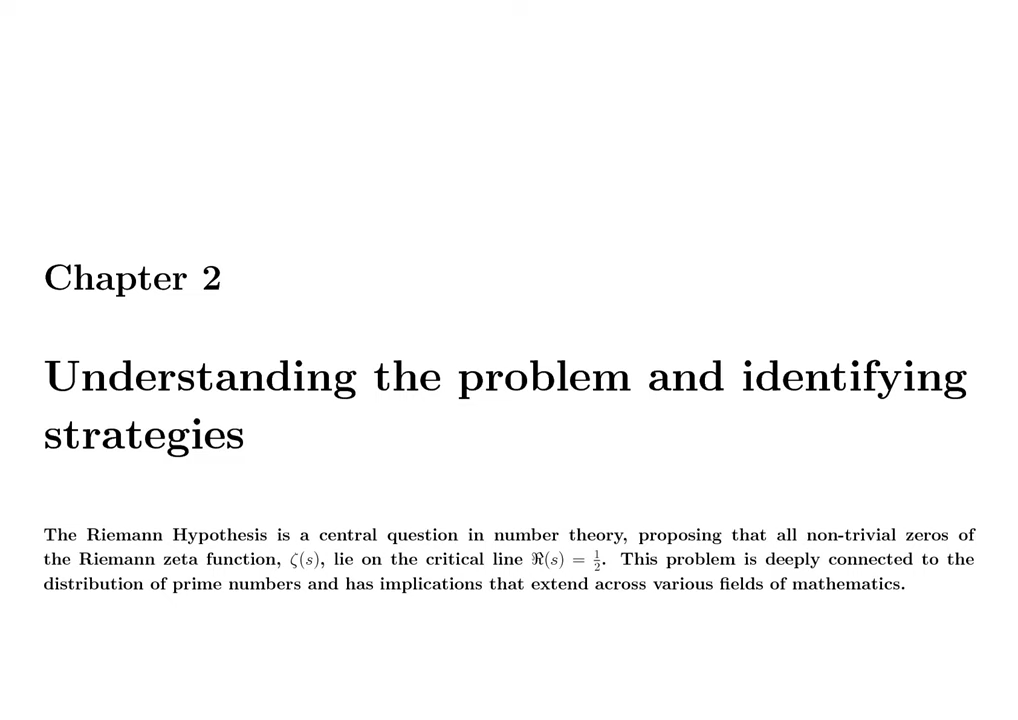 Chapter 2
Understanding the problem and identifying
strategies
The Riemann Hypothesis is a central question in number theory, proposing that all non-trivial zeros of
the Riemann zeta function, ζ(s), lie on the critical line ℜ(s) = 1/2. This problem is deeply connected to the
distribution of prime numbers and has implications that extend across various fields of mathematics.